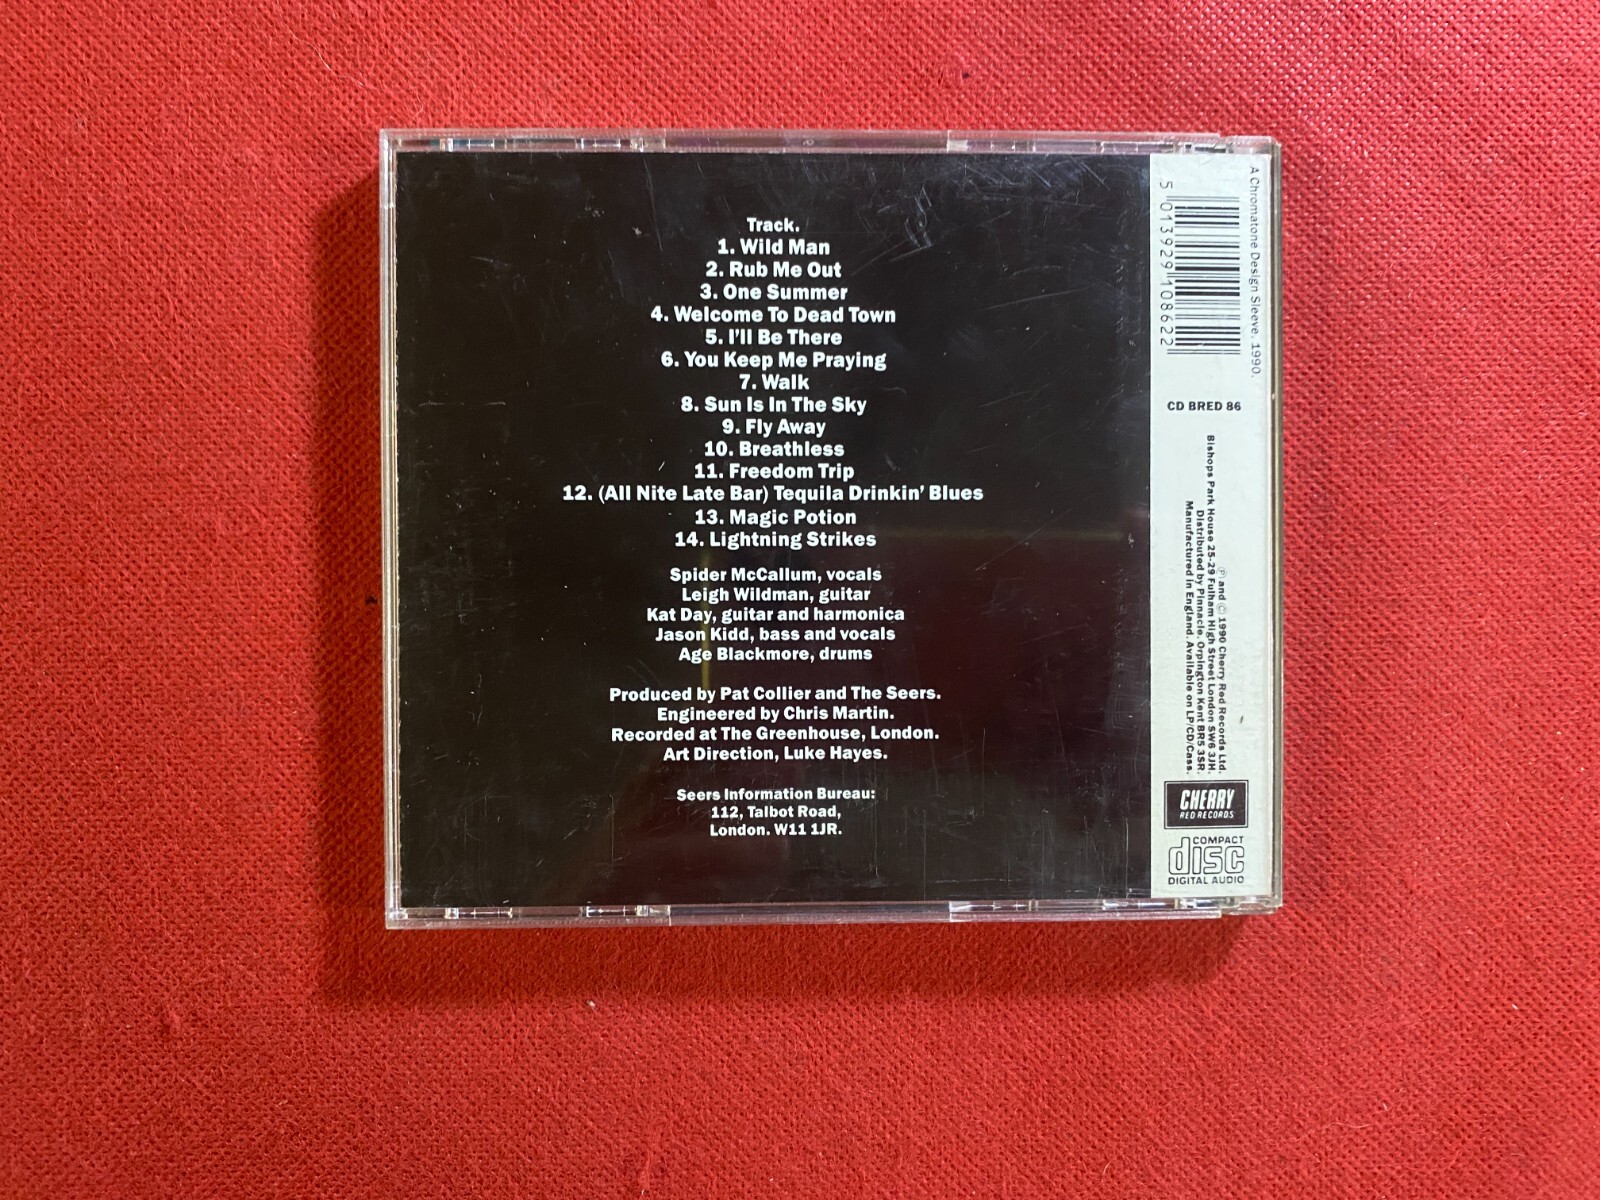 Track.
1. Wild Man
2. Rub Me Out
3. One Summer
4. Welcome To Dead Town
5. I'll Be There
6. You Keep Me Praying
7. Walk
8. Sun Is In The Sky
9. Fly Away
10. Breathless
11. Freedom Trip
12. (All Nite Late Bar) Tequila Drinkin' Blues
13. Magic Potion
14. Lightning Strikes
Spider McCallum, vocals
Leigh Wildman, guitar
Kat Day, guitar and harmonica
Jason Kidd, bass and vocals
Age Blackmore, drums
Produced by Pat Collier and The Seers.
Engineered by Chris Martin.
Recorded at The Greenhouse, London.
Art Direction, Luke Hayes.
Seers Information Bureau:
112, Talbot Road,
London. W11 1JR.
A Chromatone Design Sleeve. 1990.
5 013929 108622
CD BRED 86
Ⓟ and © 1990 Cherry Red Records Ltd.
Bishops Park House 25-29 Fulham High Street London SW6 3JH.
Distributed by Pinnacle. Orpington Kent BR5 3SR.
Manufactured in England. Available on LP/CD/Cass.
CHERRY
RED RECORDS
COMPACT
disc
DIGITAL AUDIO